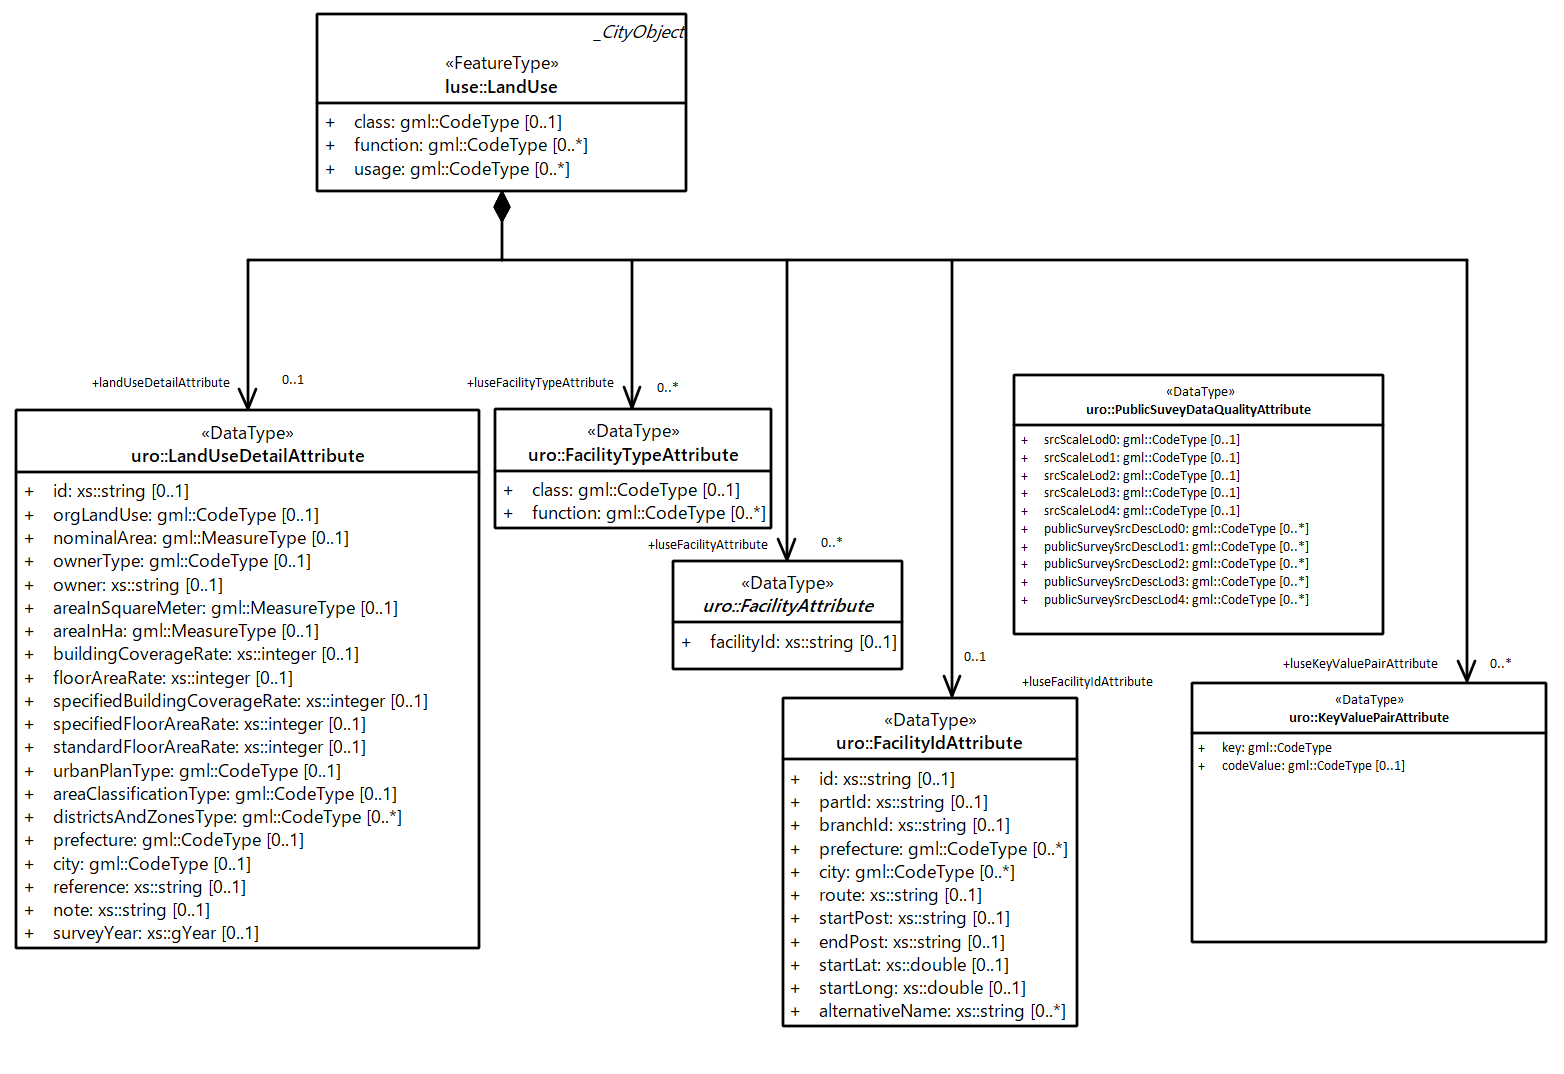 _CityObject
«FeatureType»
luse::LandUse
+ class: gml::CodeType [0..1]
+ function: gml::CodeType [0..*]
+ usage: gml::CodeType [0..*]
+landUseDetailAttribute
0..1
«DataType»
uro::LandUseDetailAttribute
+ id: xs::string [0..1]
+ orgLandUse: gml::CodeType [0..1]
+ nominalArea: gml::MeasureType [0..1]
+ ownerType: gml::CodeType [0..1]
+ owner: xs::string [0..1]
+ areaInSquareMeter: gml::MeasureType [0..1]
+ areaInHa: gml::MeasureType [0..1]
+ buildingCoverageRate: xs::integer [0..1]
+ floorAreaRate: xs::integer [0..1]
+ specifiedBuildingCoverageRate: xs::integer [0..1]
+ specifiedFloorAreaRate: xs::integer [0..1]
+ standardFloorAreaRate: xs::integer [0..1]
+ urbanPlanType: gml::CodeType [0..1]
+ areaClassificationType: gml::CodeType [0..1]
+ districtsAndZonesType: gml::CodeType [0..*]
+ prefecture: gml::CodeType [0..1]
+ city: gml::CodeType [0..1]
+ reference: xs::string [0..1]
+ note: xs::string [0..1]
+ surveyYear: xs::gYear [0..1]
+luseFacilityTypeAttribute
0..*
«DataType»
uro::FacilityTypeAttribute
+ class: gml::CodeType [0..1]
+ function: gml::CodeType [0..*]
+luseFacilityAttribute
0..*
«DataType»
uro::FacilityAttribute
+ facilityId: xs::string [0..1]
0..1
+luseFacilityIdAttribute
«DataType»
uro::FacilityIdAttribute
+ id: xs::string [0..1]
+ partId: xs::string [0..1]
+ branchId: xs::string [0..1]
+ prefecture: gml::CodeType [0..*]
+ city: gml::CodeType [0..*]
+ route: xs::string [0..1]
+ startPost: xs::string [0..1]
+ endPost: xs::string [0..1]
+ startLat: xs::double [0..1]
+ startLong: xs::double [0..1]
+ alternativeName: xs::string [0..*]
«DataType»
uro::PublicSuveyDataQualityAttribute
+ srcScaleLod0: gml::CodeType [0..1]
+ srcScaleLod1: gml::CodeType [0..1]
+ srcScaleLod2: gml::CodeType [0..1]
+ srcScaleLod3: gml::CodeType [0..1]
+ srcScaleLod4: gml::CodeType [0..1]
+ publicSurveySrcDescLod0: gml::CodeType [0..*]
+ publicSurveySrcDescLod1: gml::CodeType [0..*]
+ publicSurveySrcDescLod2: gml::CodeType [0..*]
+ publicSurveySrcDescLod3: gml::CodeType [0..*]
+ publicSurveySrcDescLod4: gml::CodeType [0..*]
+luseKeyValuePairAttribute
0..*
«DataType»
uro::KeyValuePairAttribute
+ key: gml::CodeType
+ codeValue: gml::CodeType [0..1]